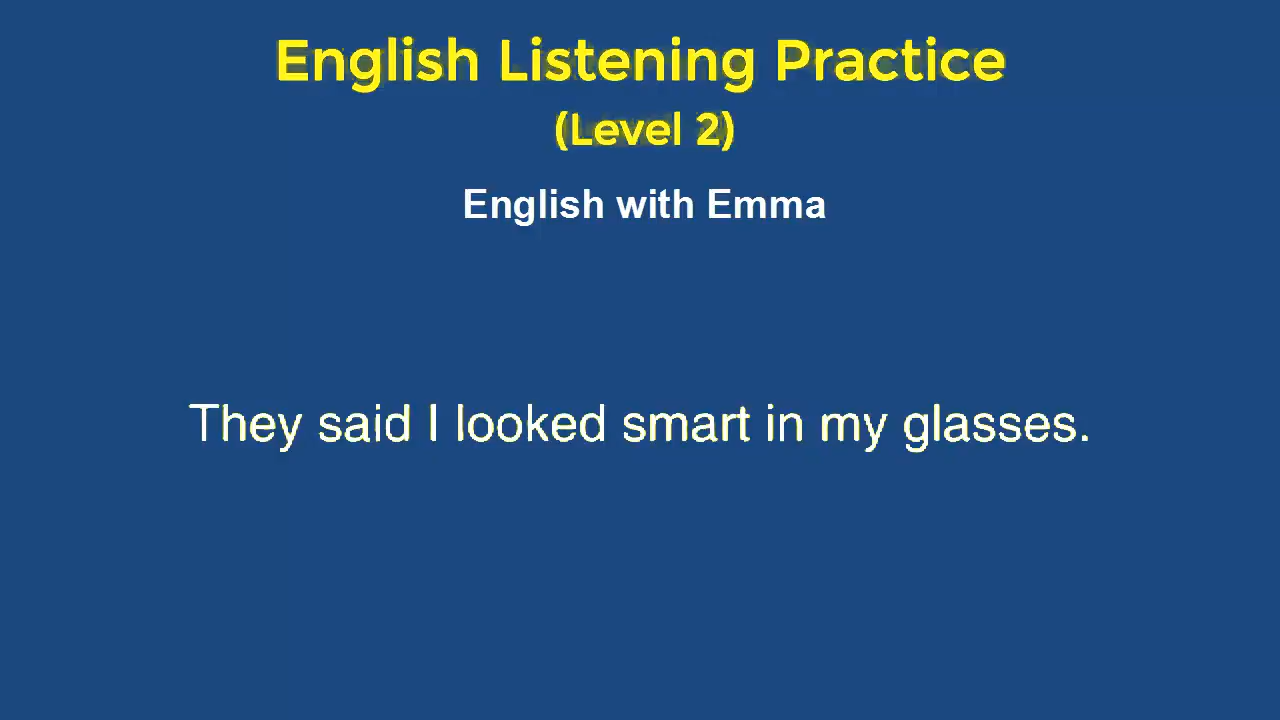 English Listening Practice
(Level 2)
English with Emma
They said I looked smart in my glasses.